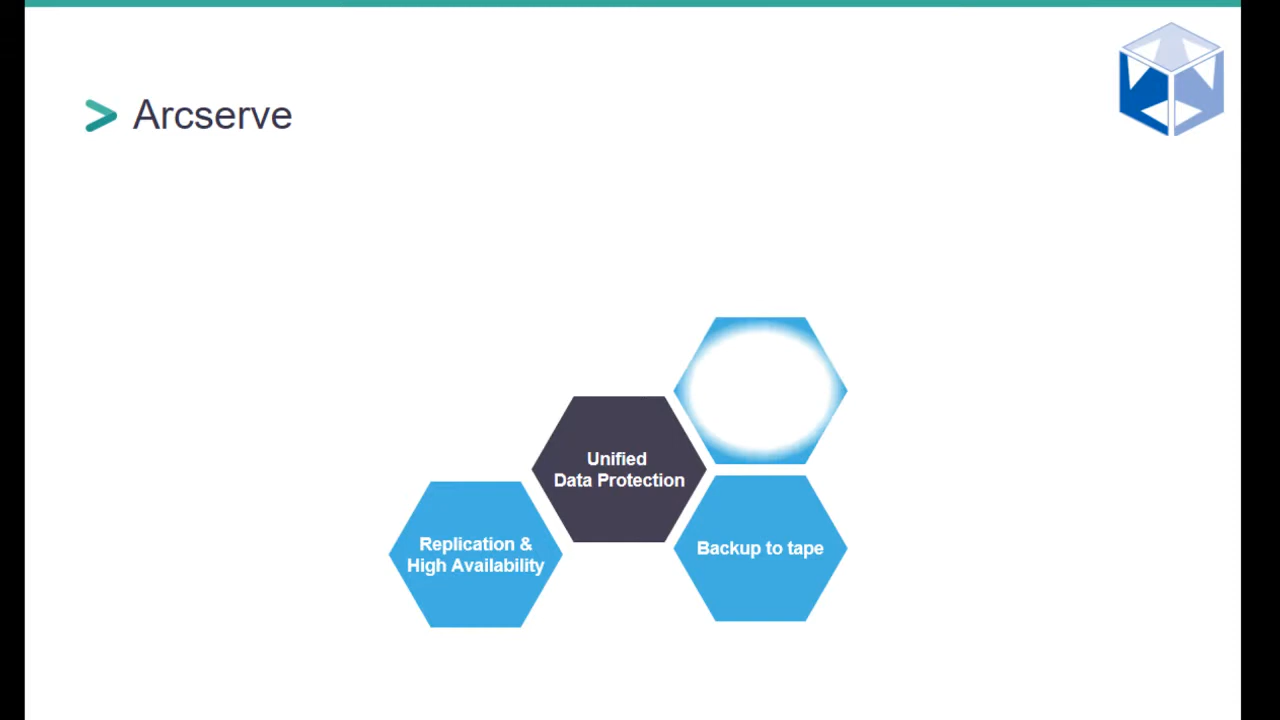 Arcserve
Unified
Data Protection
Replication &
High Availability
Backup to tape